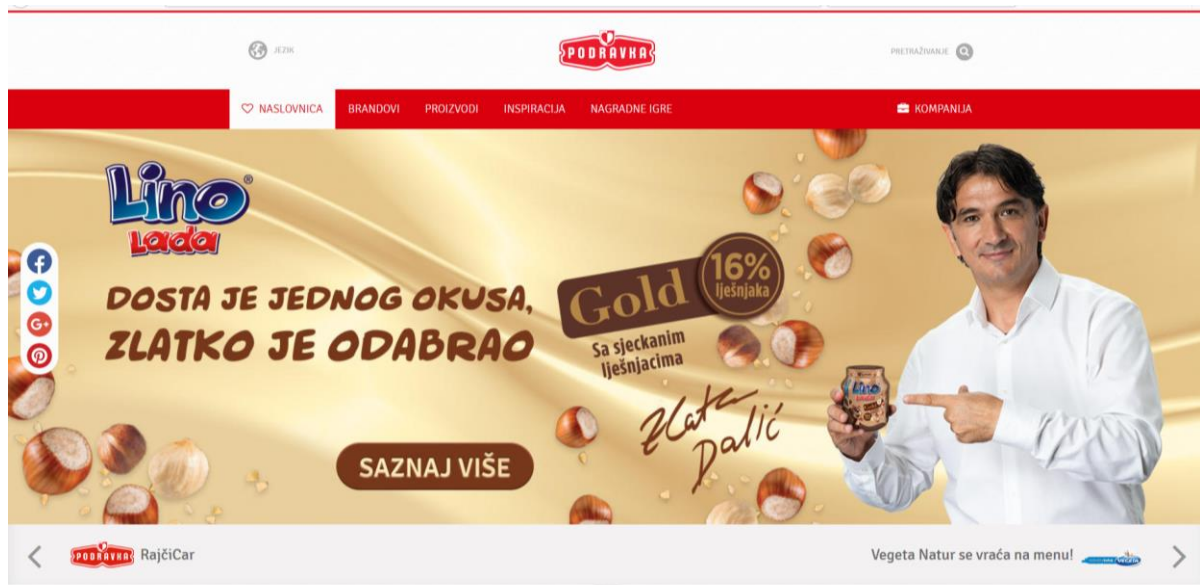 JEZIK
PODRAVKA
PRETRAŽIVANJE
NASLOVNICA
BRANDOVI
PROIZVODI
INSPIRACIJA
NAGRADNE IGRE
KOMPANIJA
Lino®
Lada
DOSTA JE JEDNOG OKUSA,
ZLATKO JE ODABRAO
Gold
16%
lješnjaka
Sa sjeckanim
lješnjacima
Zlatko
Dalić
Lino
Lada
SAZNAJ VIŠE
G+
PODRAVKA
RajčiCar
Vegeta Natur se vraća na menu!
VEGETA